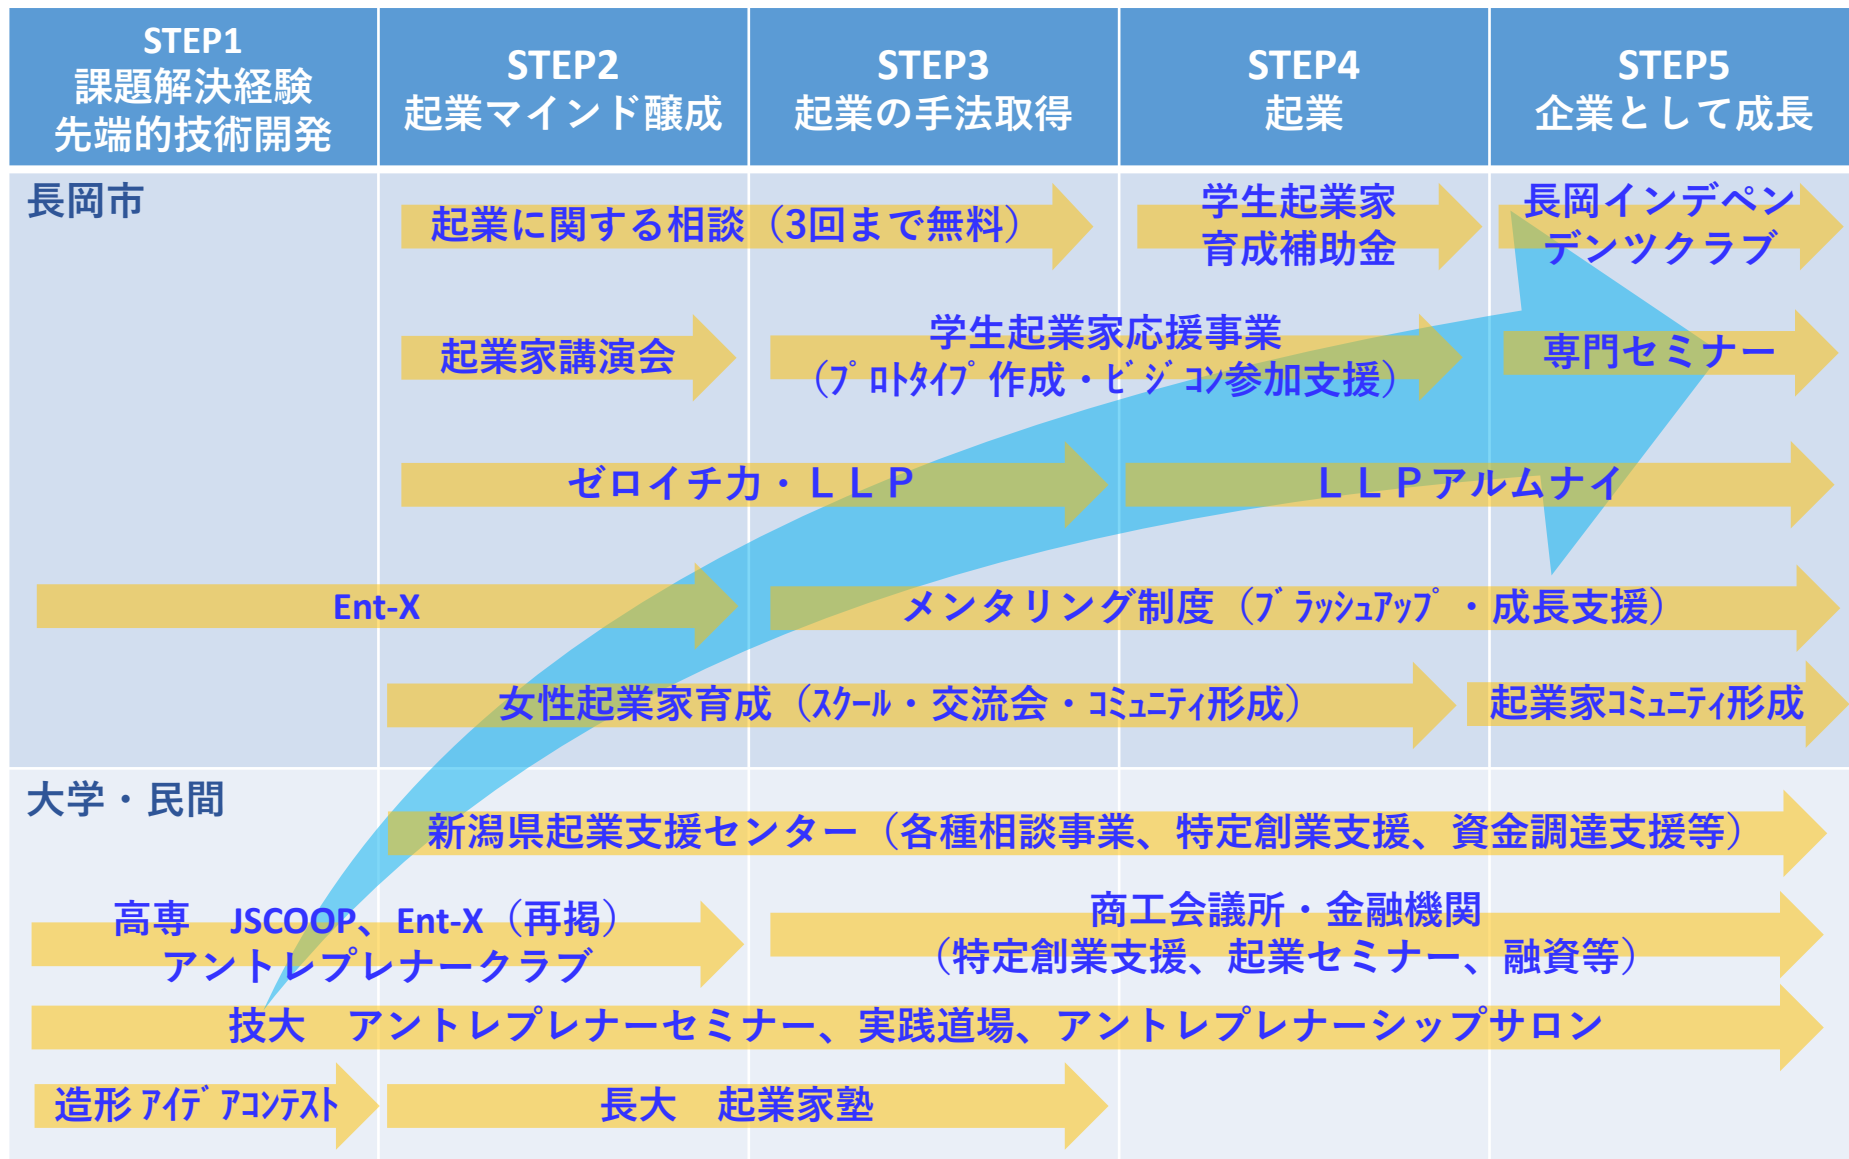 STEP1
課題解決経験
先端的技術開発
STEP2
起業マインド醸成
STEP3
起業の手法取得
STEP4
起業
STEP5
企業として成長
長岡市
起業に関する相談（3回まで無料）
学生起業家
育成補助金
長岡インデペン
デンツクラブ
起業家講演会
学生起業家応援事業
（ﾌﾟﾛﾄﾀｲﾌﾟ作成・ﾋﾞｼﾞｺﾝ参加支援）
専門セミナー
ゼロイチ力・ＬＬＰ
ＬＬＰアルムナイ
Ent-X
メンタリング制度（ﾌﾞﾗｯｼｭｱｯﾌﾟ・成長支援）
女性起業家育成（ｽｸｰﾙ・交流会・ｺﾐｭﾆﾃｨ形成）
起業家ｺﾐｭﾆﾃｨ形成
大学・民間
新潟県起業支援センター（各種相談事業、特定創業支援、資金調達支援等）
高専　JSCOOP、Ent-X（再掲）
アントレプレナークラブ
商工会議所・金融機関
（特定創業支援、起業セミナー、融資等）
技大　アントレプレナーセミナー、実践道場、アントレプレナーシップサロン
造形 ｱｲﾃﾞｱｺﾝﾃｽﾄ
長大　起業家塾